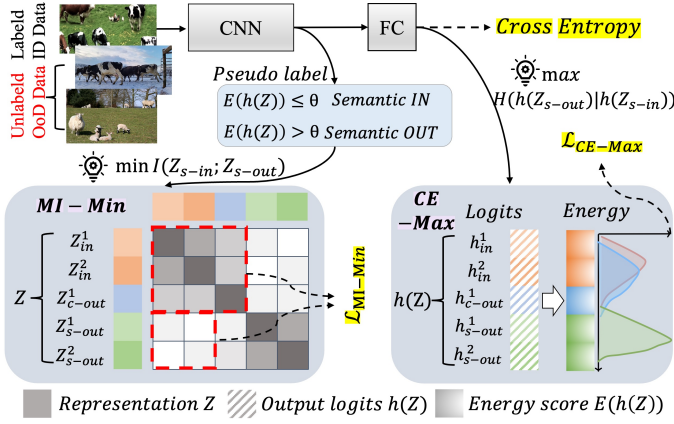 Labeld
ID Data
Unlabeld
OoD Data
CNN
FC
Cross Entropy
Pseudo label
E(h(Z)) ≤ θ Semantic IN
E(h(Z)) > θ Semantic OUT
max
H(h(Z_{s-out})|h(Z_{s-in}))
min I(Z_{s-in}; Z_{s-out})
ℒ_{CE-Max}
MI - Min
Z
Z^1_{in}
Z^2_{in}
Z^1_{c-out}
Z^1_{s-out}
Z^2_{s-out}
ℒ_{MI-Min}
CE
-Max
Logits
Energy
h(Z)
h^1_{in}
h^1_{in}
h^1_{c-out}
h^1_{s-out}
h^2_{s-out}
Representation Z
Output logits h(Z)
Energy score E(h(Z))